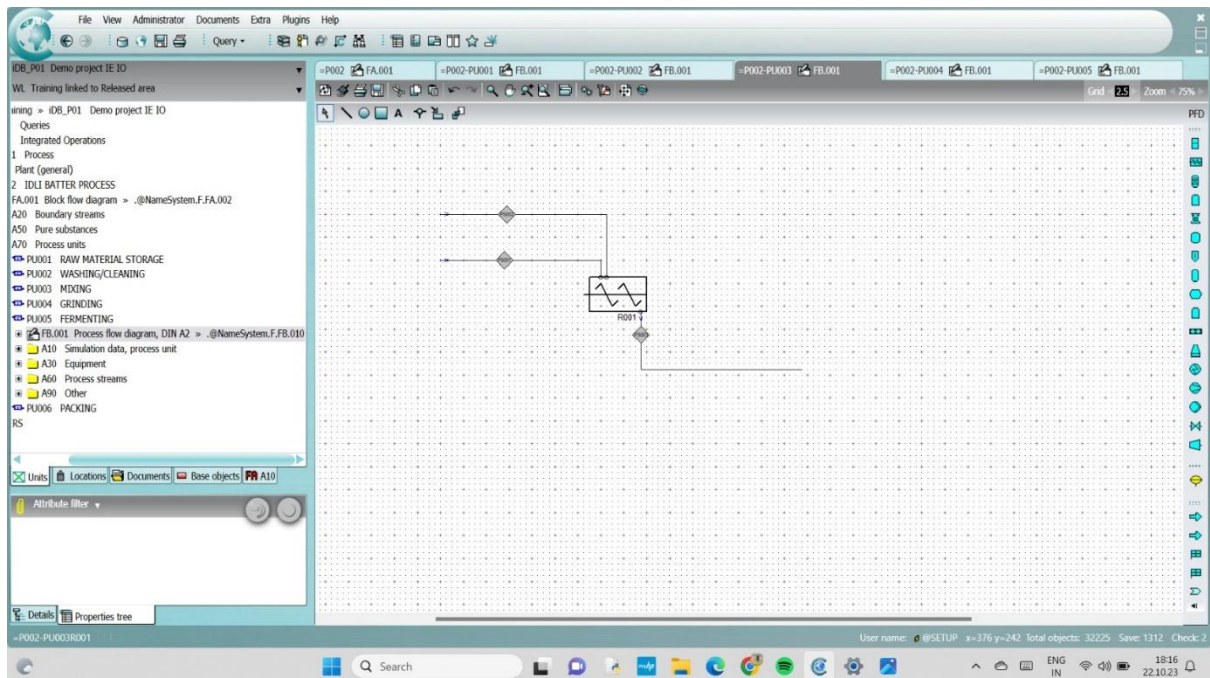 File View Administrator Documents Extra Plugins Help
Query
iDB_P01 Demo project IE IO
WL Training linked to Released area
ining » iDB_P01 Demo project IE IO
Queries
Integrated Operations
1 Process
Plant (general)
2 IDLI BATTER PROCESS
FA.001 Block flow diagram » .@NameSystem.F.FA.002
A20 Boundary streams
A50 Pure substances
A70 Process units
PU001 RAW MATERIAL STORAGE
PU002 WASHING/CLEANING
PU003 MIXING
PU004 GRINDING
PU005 FERMENTING
FB.001 Process flow diagram, DIN A2 » .@NameSystem.F.FB.010
A10 Simulation data, process unit
A30 Equipment
A60 Process streams
A90 Other
PU006 PACKING
RS
Units Locations Documents Base objects A10
Attribute filter
Details Properties tree
=P002 FA.001 =P002-PU001 FB.001 =P002-PU002 FB.001 =P002-PU003 FB.001 =P002-PU004 FB.001 =P002-PU005 FB.001
Grid 2.5 Zoom 75%
A PFD
R001
=P002-PU003R001 User name: @SETUP x=376 y=242 Total objects: 32225 Save: 1312 Check: 2
Search ENG IN 18:16 22.10.23